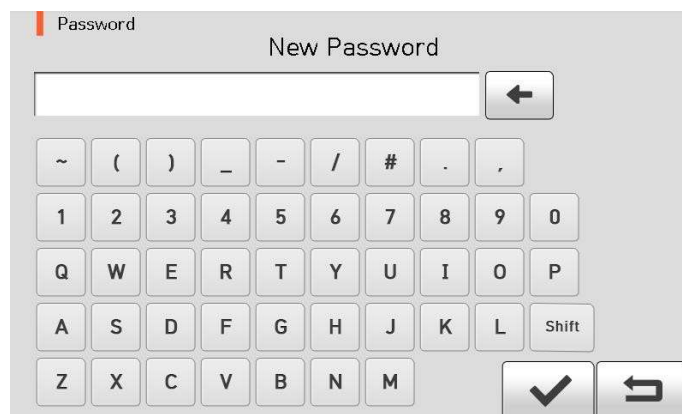 Password
New Password
~ ( ) _ - / # . ,
1 2 3 4 5 6 7 8 9 0
Q W E R T Y U I O P
A S D F G H J K L Shift
Z X C V B N M